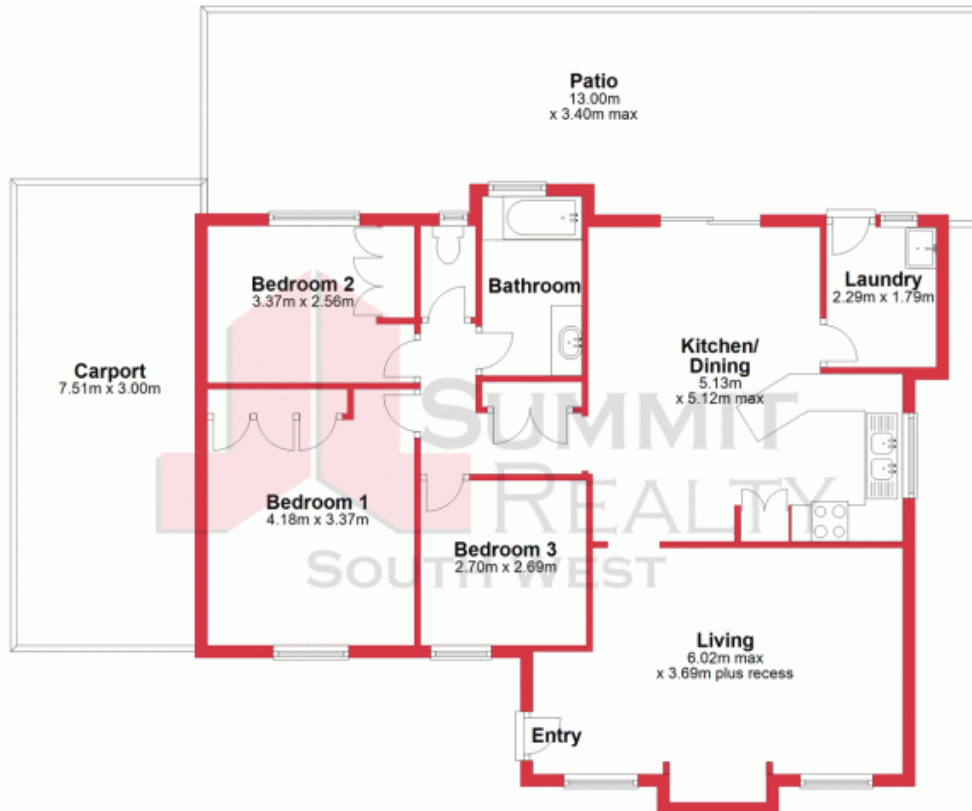 Patio
13.00m
x 3.40m max
Bedroom 2
3.37m x 2.56m
Bathroom
Laundry
2.29m x 1.79m
Carport
7.51m x 3.00m
Kitchen/
Dining
5.13m
x 5.12m max
SUMMIT
REALTY
SOUTH WEST
Bedroom 1
4.18m x 3.37m
Bedroom 3
2.70m x 2.69m
Living
6.02m max
x 3.69m plus recess
Entry